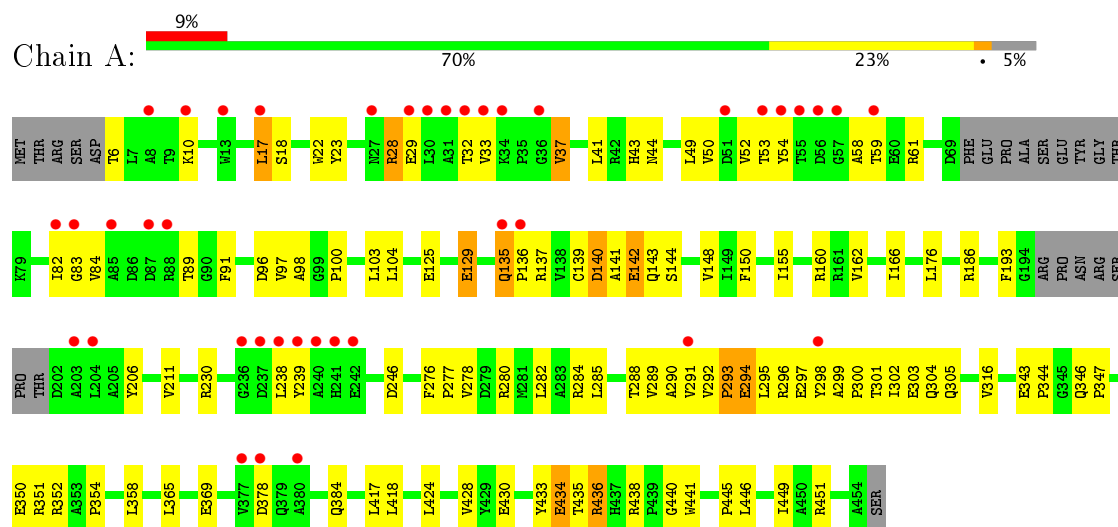 9%
Chain A:
70% 23% • 5%
MET THR ARG SER ASP T6 L7 A8 T9 K10 W13 L17 S18 W22 Y23 N27 R28 E29 L30 A31 T32 V33 K34 P35 G36 V37 L41 R42 H43 N44 L49 V50 D51 V52 T53 Y54 T55 D56 G57 A58 T59 E60 R61 D69 PHE GLU PRO ALA SER GLU TYR GLY THR
K79 I82 G83 V84 A85 D86 D87 R88 T89 G90 F91 D96 V97 A98 G99 P100 L103 L104 E125 E129 Q135 P136 R137 V138 C139 D140 A141 E142 Q143 S144 V148 I149 F150 I155 R160 R161 V162 I166 L176 R186 F193 G194 ARG PRO ASN ARG SER
PRO THR D202 A203 L204 A205 Y206 V211 R230 G236 D237 L238 Y239 A240 H241 E242 D246 F276 P277 V278 D279 R280 M281 L282 A283 R284 L285 T288 V289 A290 V291 V292 P293 E294 L295 R296 E297 Y298 A299 P300 T301 I302 E303 Q304 Q305 V316 E343 P344 G345 Q346 P347
E350 R351 R352 A353 P354 L358 L365 E369 V377 D378 Q379 A380 Q384 L417 L418 L424 V428 Y429 E430 Y433 E434 T435 R436 H437 R438 P439 G440 W441 P445 L446 I449 A450 R451 A454 SER